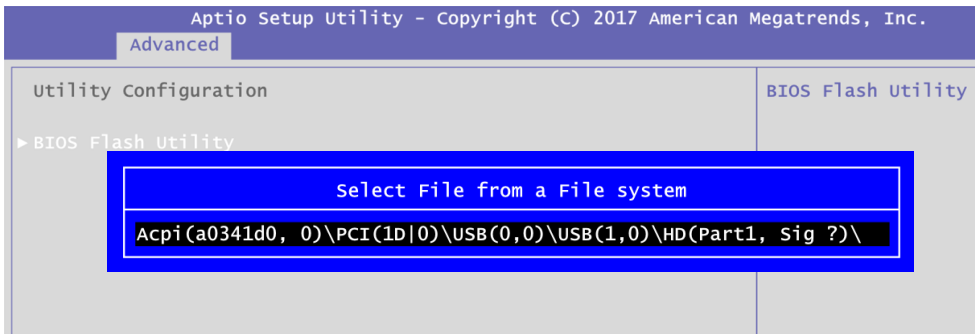 Aptio Setup Utility - Copyright (C) 2017 American Megatrends, Inc.
Advanced
Utility Configuration
BIOS Flash Utility
►BIOS Flash Utility
Select File from a File system
Acpi(a0341d0, 0)\PCI(1D|0)\USB(0,0)\USB(1,0)\HD(Part1, Sig ?)\